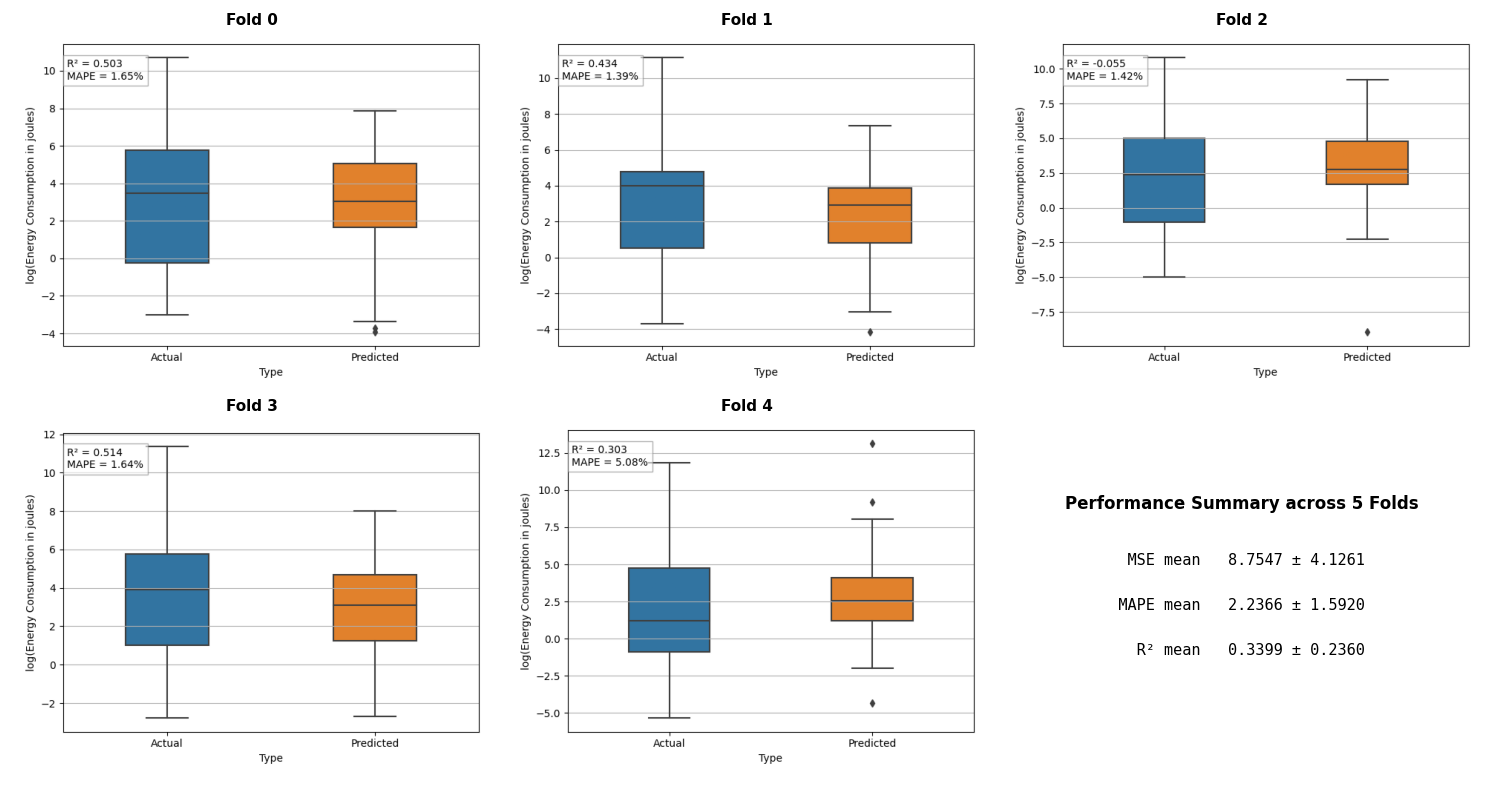 Fold 0
R² = 0.503
MAPE = 1.65%
10
8
6
4
2
0
−2
−4
log(Energy Consumption in joules)
Actual
Predicted
Type
Fold 1
R² = 0.434
MAPE = 1.39%
10
8
6
4
2
0
−2
−4
log(Energy Consumption in joules)
Actual
Predicted
Type
Fold 2
R² = -0.055
MAPE = 1.42%
10.0
7.5
5.0
2.5
0.0
−2.5
−5.0
−7.5
log(Energy Consumption in joules)
Actual
Predicted
Type
Fold 3
R² = 0.514
MAPE = 1.64%
12
10
8
6
4
2
0
−2
log(Energy Consumption in joules)
Actual
Predicted
Type
Fold 4
R² = 0.303
MAPE = 5.08%
12.5
10.0
7.5
5.0
2.5
0.0
−2.5
−5.0
log(Energy Consumption in joules)
Actual
Predicted
Type
Performance Summary across 5 Folds
MSE mean 8.7547 ± 4.1261
MAPE mean 2.2366 ± 1.5920
R² mean 0.3399 ± 0.2360